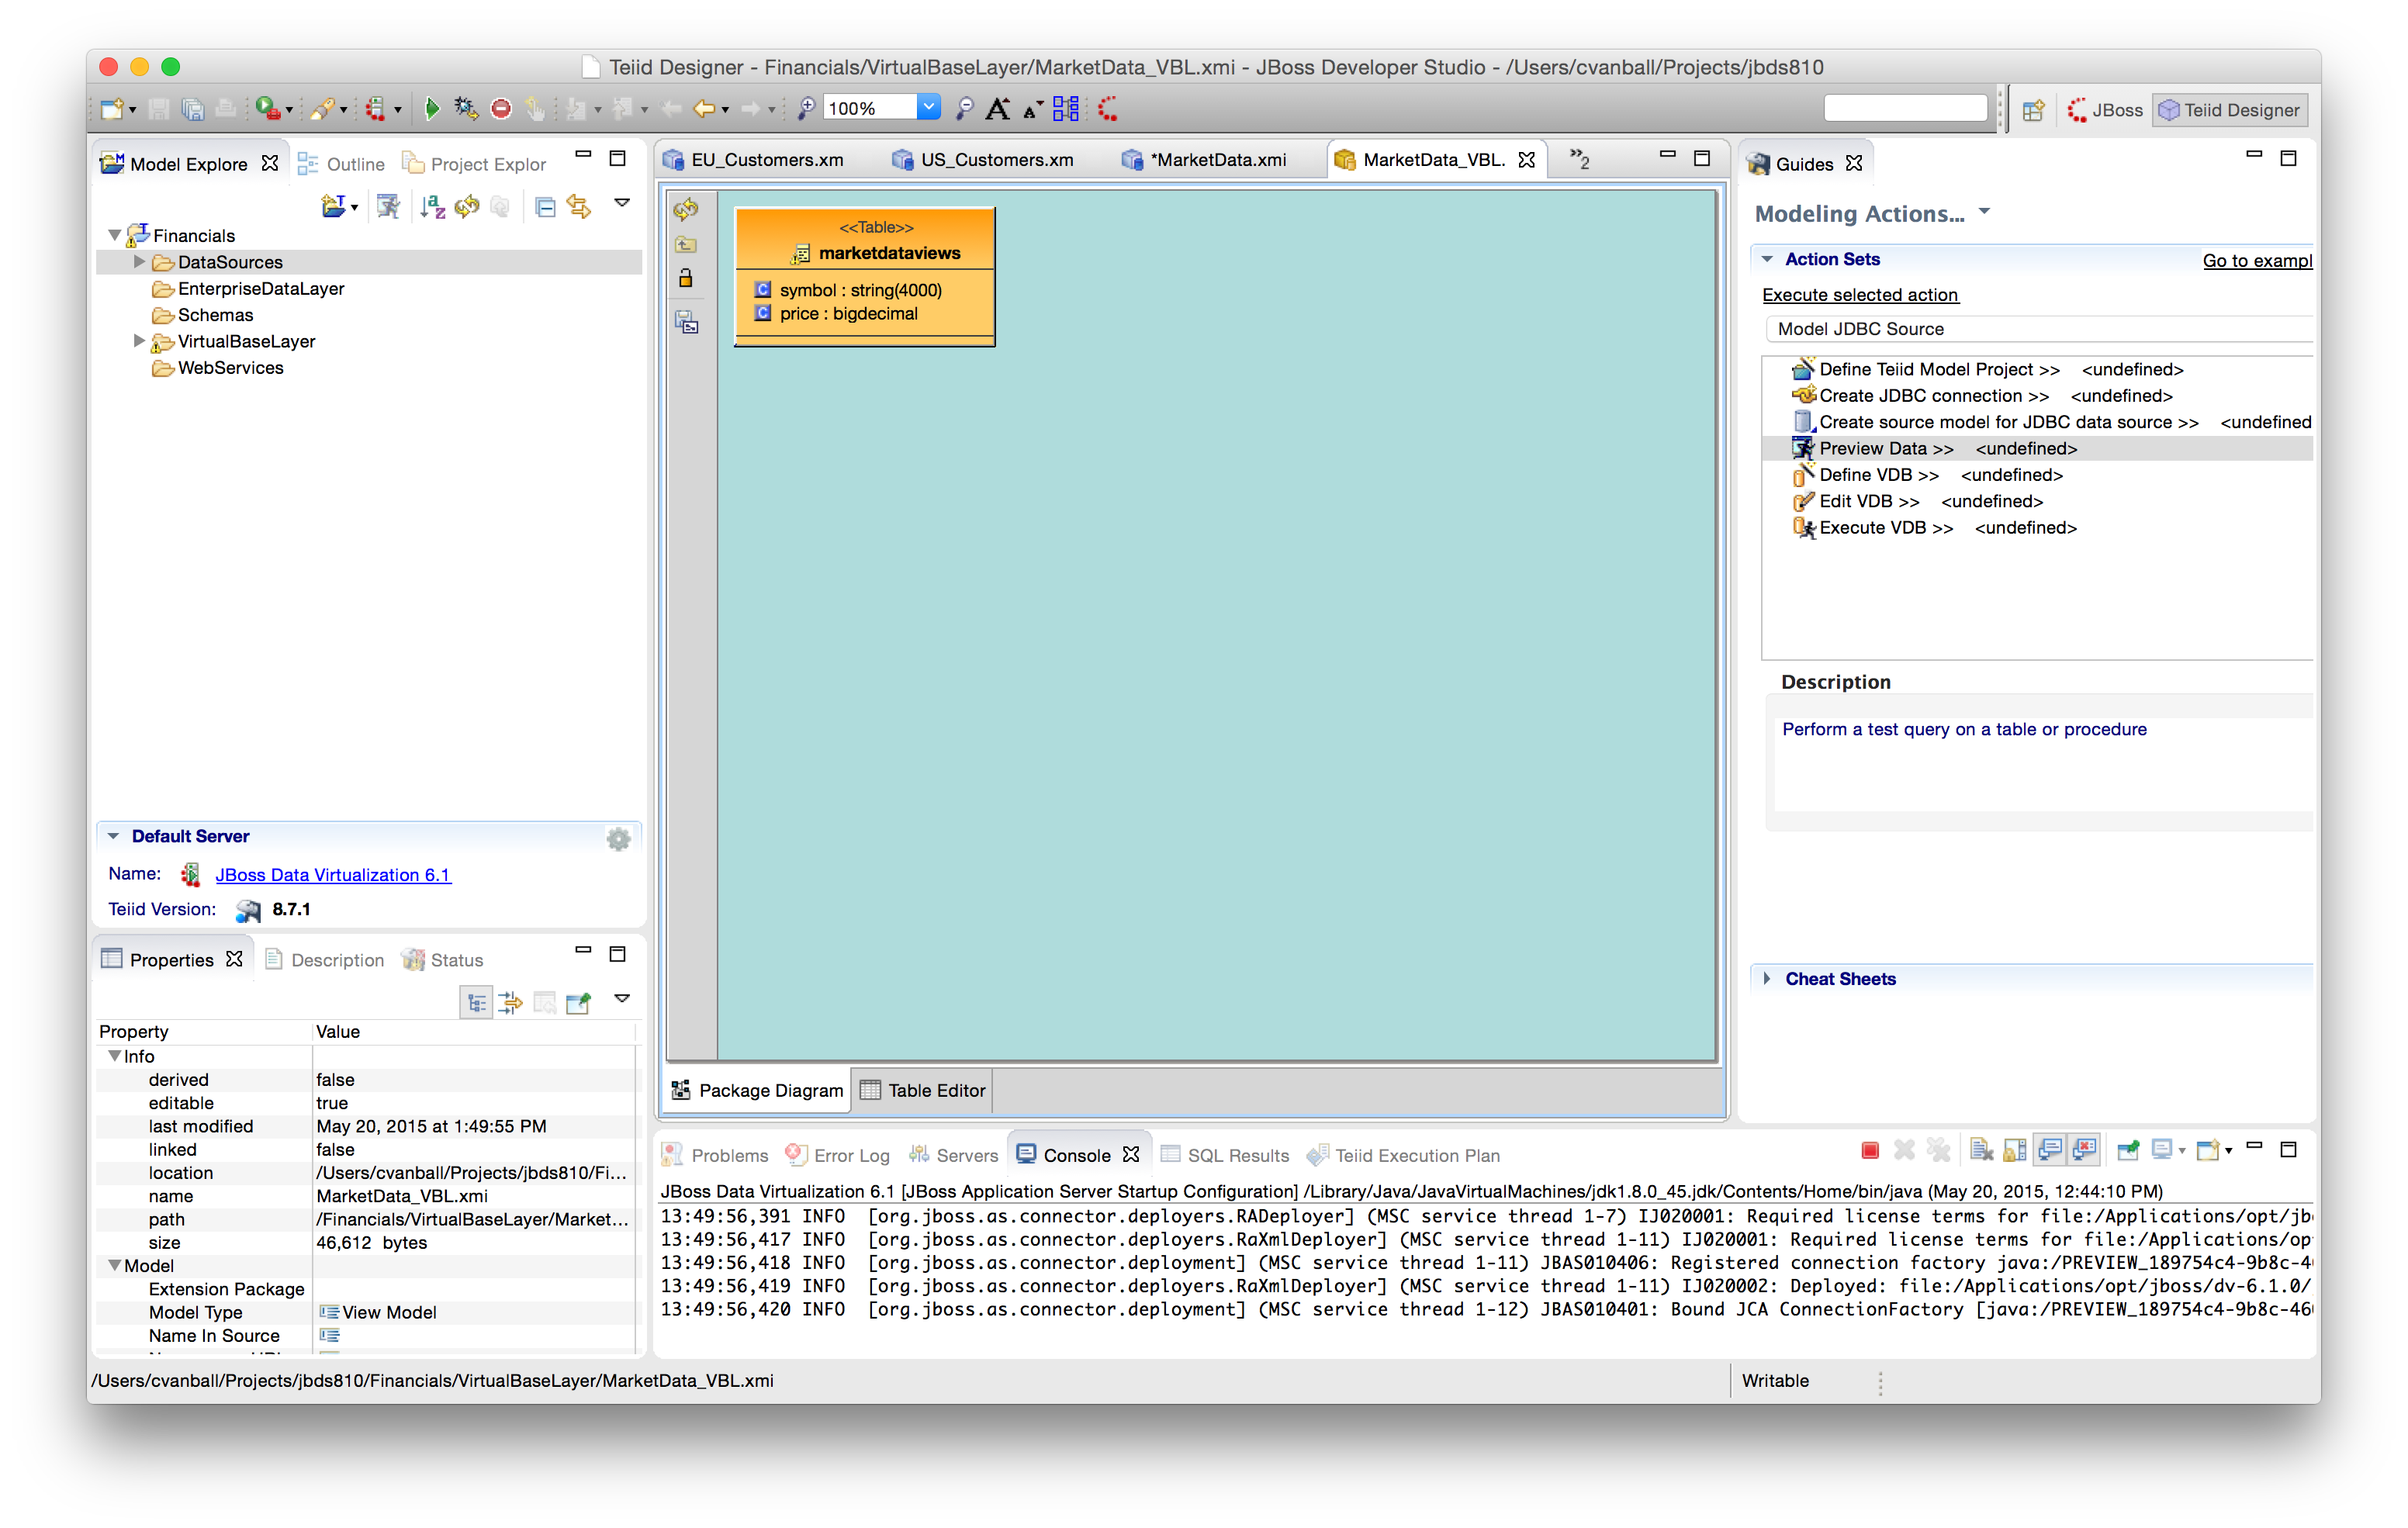 Teiid Designer - Financials/VirtualBaseLayer/MarketData_VBL.xmi - JBoss Developer Studio - /Users/cvanball/Projects/jbds810
100%
JBoss
Teiid Designer
Model Explore
Outline
Project Explor
Financials
DataSources
EnterpriseDataLayer
Schemas
VirtualBaseLayer
WebServices
Default Server
Name: JBoss Data Virtualization 6.1
Teiid Version: 8.7.1
Properties
Description
Status
Property Value
Info
derived false
editable true
last modified May 20, 2015 at 1:49:55 PM
linked false
location /Users/cvanball/Projects/jbds810/Fi...
name MarketData_VBL.xmi
path /Financials/VirtualBaseLayer/Market...
size 46,612 bytes
Model
Extension Package
Model Type View Model
Name In Source
EU_Customers.xm
US_Customers.xm
*MarketData.xmi
MarketData_VBL.
»2
<<Table>>
marketdataviews
symbol : string(4000)
price : bigdecimal
Package Diagram
Table Editor
Guides
Modeling Actions...
Action Sets
Go to exampl
Execute selected action
Model JDBC Source
Define Teiid Model Project >> <undefined>
Create JDBC connection >> <undefined>
Create source model for JDBC data source >> <undefined
Preview Data >> <undefined>
Define VDB >> <undefined>
Edit VDB >> <undefined>
Execute VDB >> <undefined>
Description
Perform a test query on a table or procedure
Cheat Sheets
Problems
Error Log
Servers
Console
SQL Results
Teiid Execution Plan
JBoss Data Virtualization 6.1 [JBoss Application Server Startup Configuration] /Library/Java/JavaVirtualMachines/jdk1.8.0_45.jdk/Contents/Home/bin/java (May 20, 2015, 12:44:10 PM)
13:49:56,391 INFO [org.jboss.as.connector.deployers.RADeployer] (MSC service thread 1-7) IJ020001: Required license terms for file:/Applications/opt/jb
13:49:56,417 INFO [org.jboss.as.connector.deployers.RaXmlDeployer] (MSC service thread 1-11) IJ020001: Required license terms for file:/Applications/op
13:49:56,418 INFO [org.jboss.as.connector.deployment] (MSC service thread 1-11) JBAS010406: Registered connection factory java:/PREVIEW_189754c4-9b8c-4
13:49:56,419 INFO [org.jboss.as.connector.deployers.RaXmlDeployer] (MSC service thread 1-11) IJ020002: Deployed: file:/Applications/opt/jboss/dv-6.1.0/
13:49:56,420 INFO [org.jboss.as.connector.deployment] (MSC service thread 1-12) JBAS010401: Bound JCA ConnectionFactory [java:/PREVIEW_189754c4-9b8c-46
/Users/cvanball/Projects/jbds810/Financials/VirtualBaseLayer/MarketData_VBL.xmi
Writable